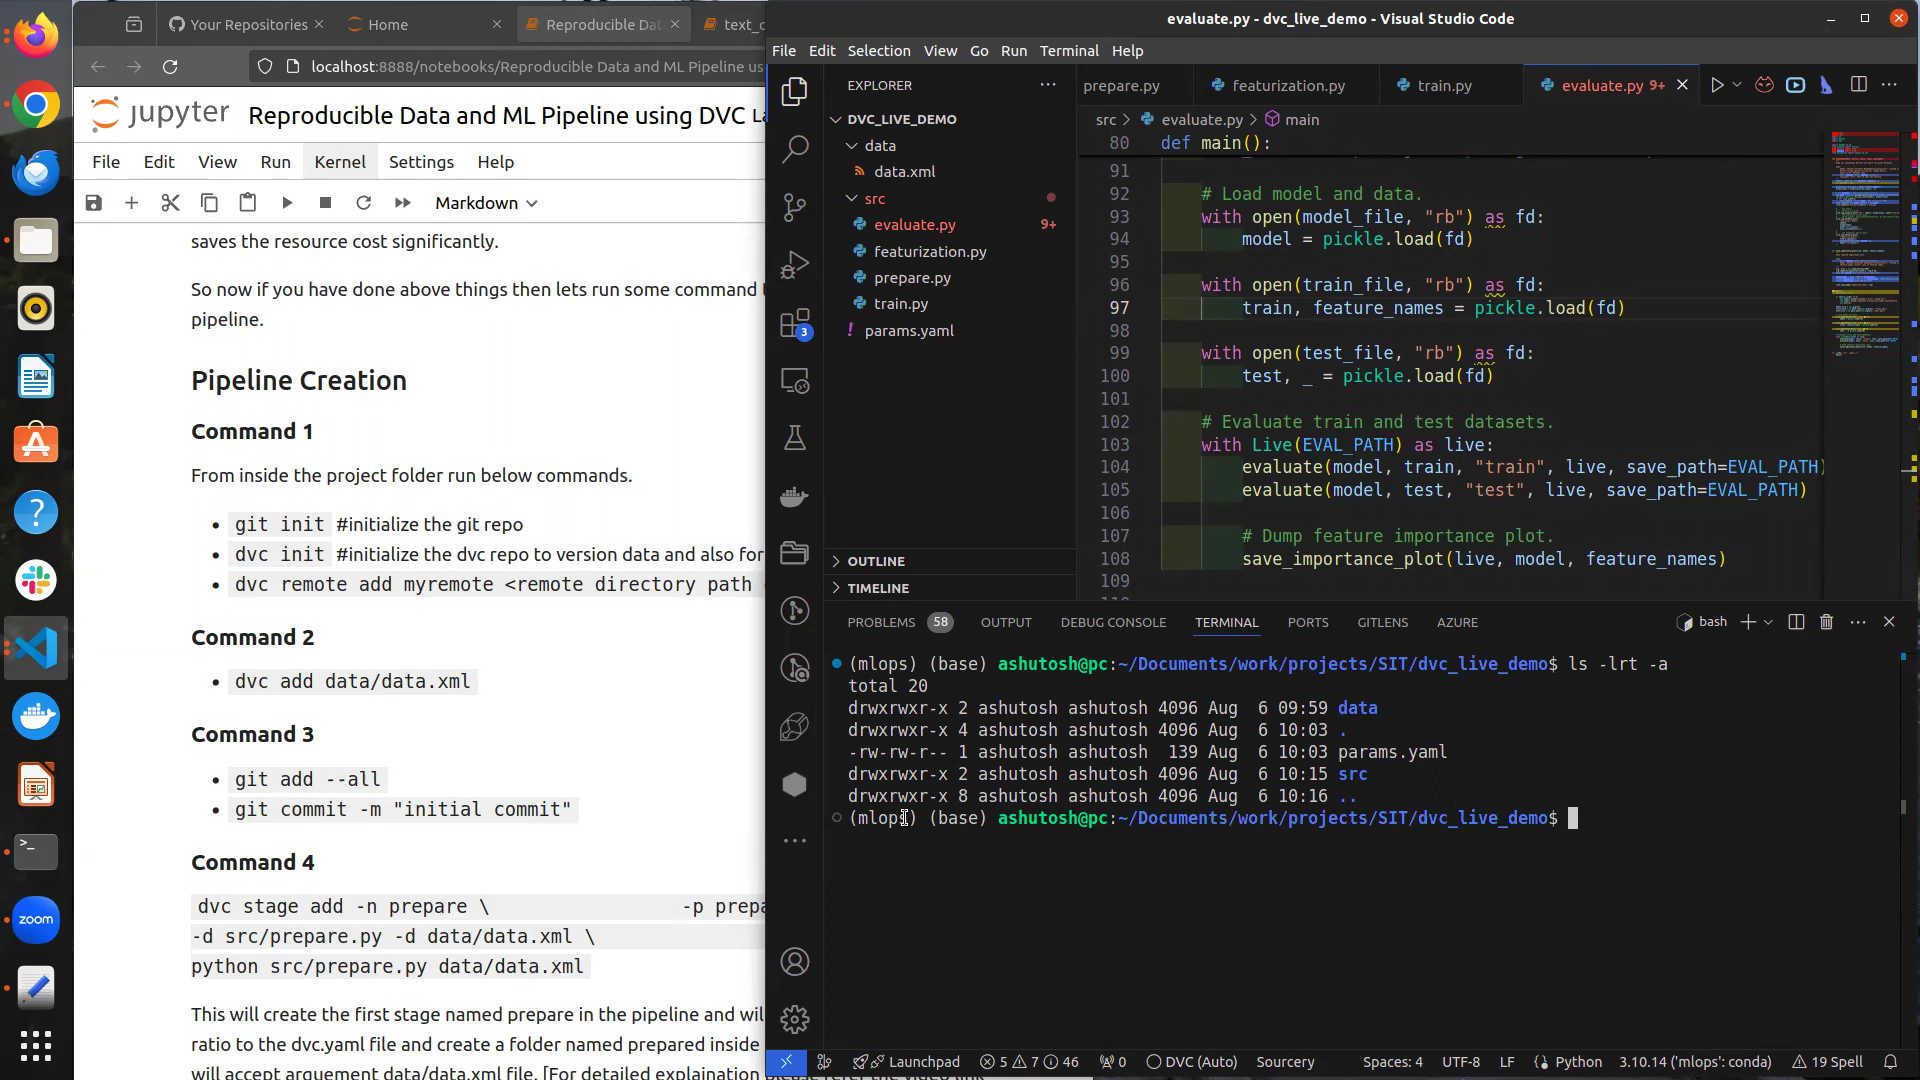 Your Repositories
Home
Reproducible Data
text_c
localhost:8888/notebooks/Reproducible Data and ML Pipeline us
jupyter
Reproducible Data and ML Pipeline using DVC La
File Edit View Run Kernel Settings Help
Markdown
saves the resource cost significantly.
So now if you have done above things then lets run some command
pipeline.
Pipeline Creation
Command 1
From inside the project folder run below commands.
git init #initialize the git repo
dvc init #initialize the dvc repo to version data and also for
dvc remote add myremote <remote directory path
Command 2
dvc add data/data.xml
Command 3
git add --all
git commit -m "initial commit"
Command 4
dvc stage add -n prepare \ -p prepa
-d src/prepare.py -d data/data.xml \
python src/prepare.py data/data.xml
This will create the first stage named prepare in the pipeline and wil
ratio to the dvc.yaml file and create a folder named prepared inside
will accept arguement data/data.xml file. [For detailed explaination please refer the video link
zoom
evaluate.py - dvc_live_demo - Visual Studio Code
File Edit Selection View Go Run Terminal Help
EXPLORER
DVC_LIVE_DEMO
data
data.xml
src
evaluate.py 9+
featurization.py
prepare.py
train.py
! params.yaml
3
OUTLINE
TIMELINE
prepare.py
featurization.py
train.py
evaluate.py 9+
src > evaluate.py > main
80 def main():
91
92 # Load model and data.
93 with open(model_file, "rb") as fd:
94 model = pickle.load(fd)
95
96 with open(train_file, "rb") as fd:
97 train, feature_names = pickle.load(fd)
98
99 with open(test_file, "rb") as fd:
100 test, _ = pickle.load(fd)
101
102 # Evaluate train and test datasets.
103 with Live(EVAL_PATH) as live:
104 evaluate(model, train, "train", live, save_path=EVAL_PATH)
105 evaluate(model, test, "test", live, save_path=EVAL_PATH)
106
107 # Dump feature importance plot.
108 save_importance_plot(live, model, feature_names)
109
PROBLEMS 58 OUTPUT DEBUG CONSOLE TERMINAL PORTS GITLENS AZURE
bash
(mlops) (base) ashutosh@pc:~/Documents/work/projects/SIT/dvc_live_demo$ ls -lrt -a
total 20
drwxrwxr-x 2 ashutosh ashutosh 4096 Aug 6 09:59 data
drwxrwxr-x 4 ashutosh ashutosh 4096 Aug 6 10:03 .
-rw-rw-r-- 1 ashutosh ashutosh 139 Aug 6 10:03 params.yaml
drwxrwxr-x 2 ashutosh ashutosh 4096 Aug 6 10:15 src
drwxrwxr-x 8 ashutosh ashutosh 4096 Aug 6 10:16 ..
(mlops) (base) ashutosh@pc:~/Documents/work/projects/SIT/dvc_live_demo$
Launchpad 5 7 46 0 DVC (Auto) Sourcery Spaces: 4 UTF-8 LF Python 3.10.14 ('mlops': conda) 19 Spell